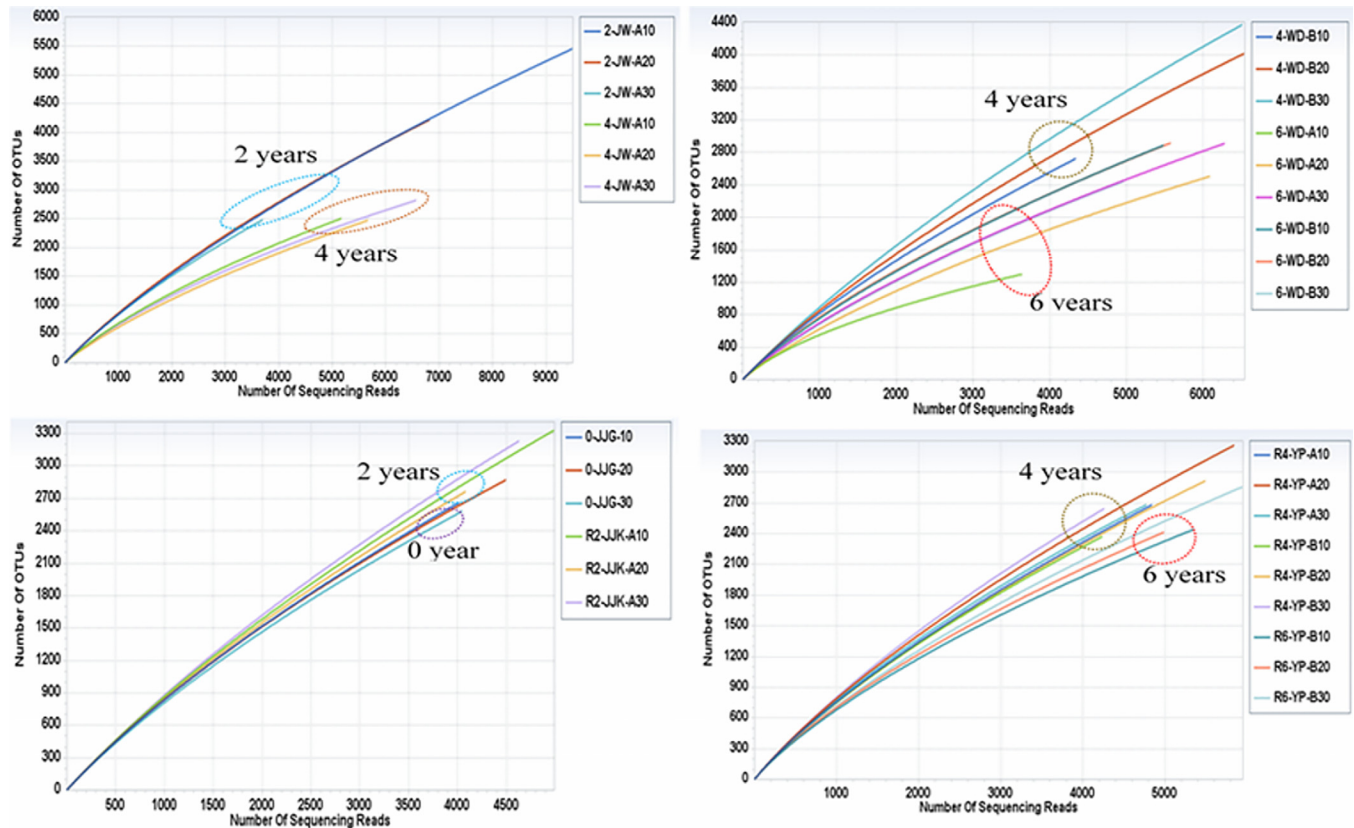 6000
5500
5000
4500
4000
3500
3000
2500
2000
1500
1000
500
0
Number Of OTUs
2 years
4 years
1000 2000 3000 4000 5000 6000 7000 8000 9000
Number Of Sequencing Reads
2-JW-A10
2-JW-A20
2-JW-A30
4-JW-A10
4-JW-A20
4-JW-A30
4400
4000
3600
3200
2800
2400
2000
1600
1200
800
400
0
Number Of OTUs
4 years
6 years
1000 2000 3000 4000 5000 6000
Number Of Sequencing Reads
4-WD-B10
4-WD-B20
4-WD-B30
6-WD-A10
6-WD-A20
6-WD-A30
6-WD-B10
6-WD-B20
6-WD-B30
3300
3000
2700
2400
2100
1800
1500
1200
900
600
300
0
Number Of OTUs
2 years
0 year
500 1000 1500 2000 2500 3000 3500 4000 4500
Number Of Sequencing Reads
0-JJG-10
0-JJG-20
0-JJG-30
R2-JJK-A10
R2-JJK-A20
R2-JJK-A30
3300
3000
2700
2400
2100
1800
1500
1200
900
600
300
0
Number Of OTUs
4 years
6 years
1000 2000 3000 4000 5000
Number Of Sequencing Reads
R4-YP-A10
R4-YP-A20
R4-YP-A30
R4-YP-B10
R4-YP-B20
R4-YP-B30
R6-YP-B10
R6-YP-B20
R6-YP-B30